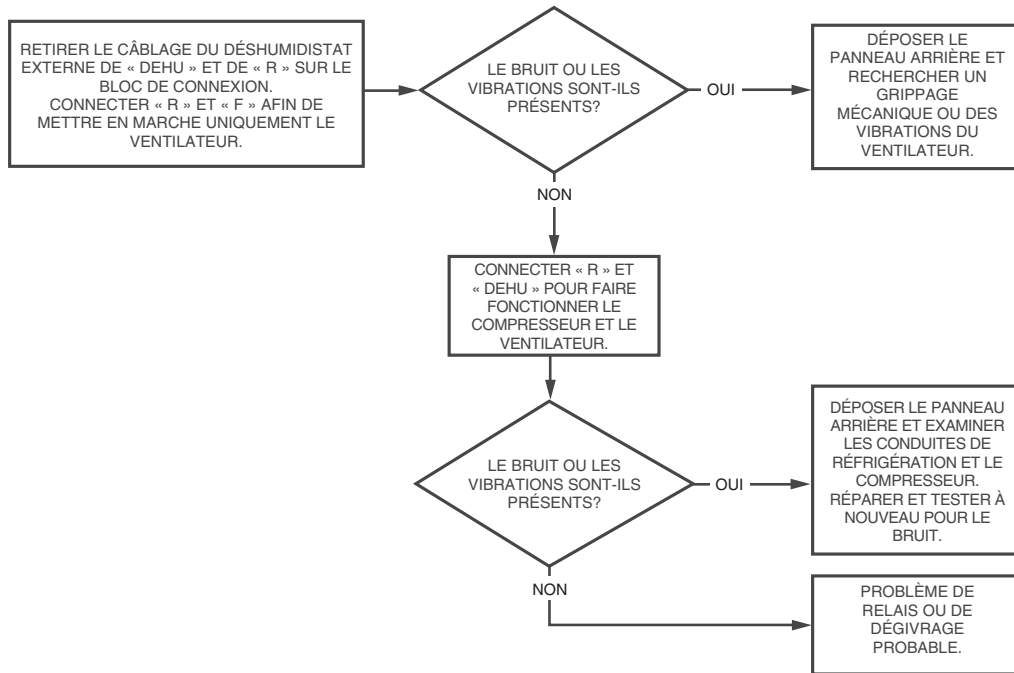 RETIRER LE CÂBLAGE DU DÉSHUMIDISTAT
EXTERNE DE « DEHU » ET DE « R » SUR LE
BLOC DE CONNEXION.
CONNECTER « R » ET « F » AFIN DE
METTRE EN MARCHE UNIQUEMENT LE
VENTILATEUR.
LE BRUIT OU LES
VIBRATIONS SONT-ILS
PRÉSENTS?
OUI
DÉPOSER LE
PANNEAU ARRIÈRE ET
RECHERCHER UN
GRIPPAGE
MÉCANIQUE OU DES
VIBRATIONS DU
VENTILATEUR.
NON
CONNECTER « R » ET
« DEHU » POUR FAIRE
FONCTIONNER LE
COMPRESSEUR ET LE
VENTILATEUR.
LE BRUIT OU LES
VIBRATIONS SONT-ILS
PRÉSENTS?
OUI
DÉPOSER LE PANNEAU
ARRIÈRE ET EXAMINER
LES CONDUITES DE
RÉFRIGÉRATION ET LE
COMPRESSEUR.
RÉPARER ET TESTER À
NOUVEAU POUR LE
BRUIT.
NON
PROBLÈME DE
RELAIS OU DE
DÉGIVRAGE
PROBABLE.